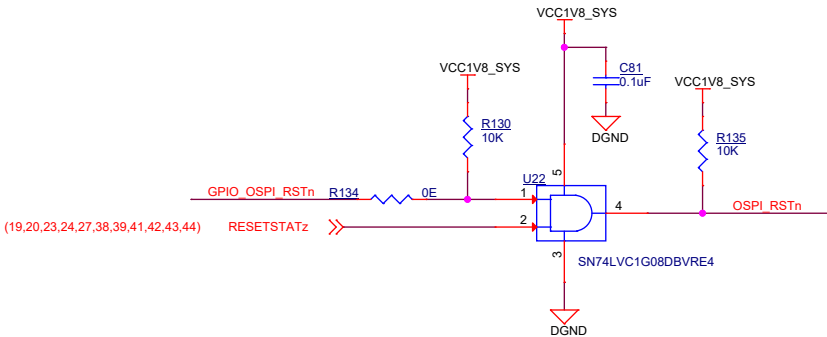 VCC1V8_SYS
VCC1V8_SYS
C81
0.1uF
VCC1V8_SYS
R130
10K
DGND
R135
10K
U22
5
GPIO_OSPI_RSTn
R134
0E
1
4
OSPI_RSTn
(19,20,23,24,27,38,39,41,42,43,44)
RESETSTATz
2
3
SN74LVC1G08DBVRE4
DGND